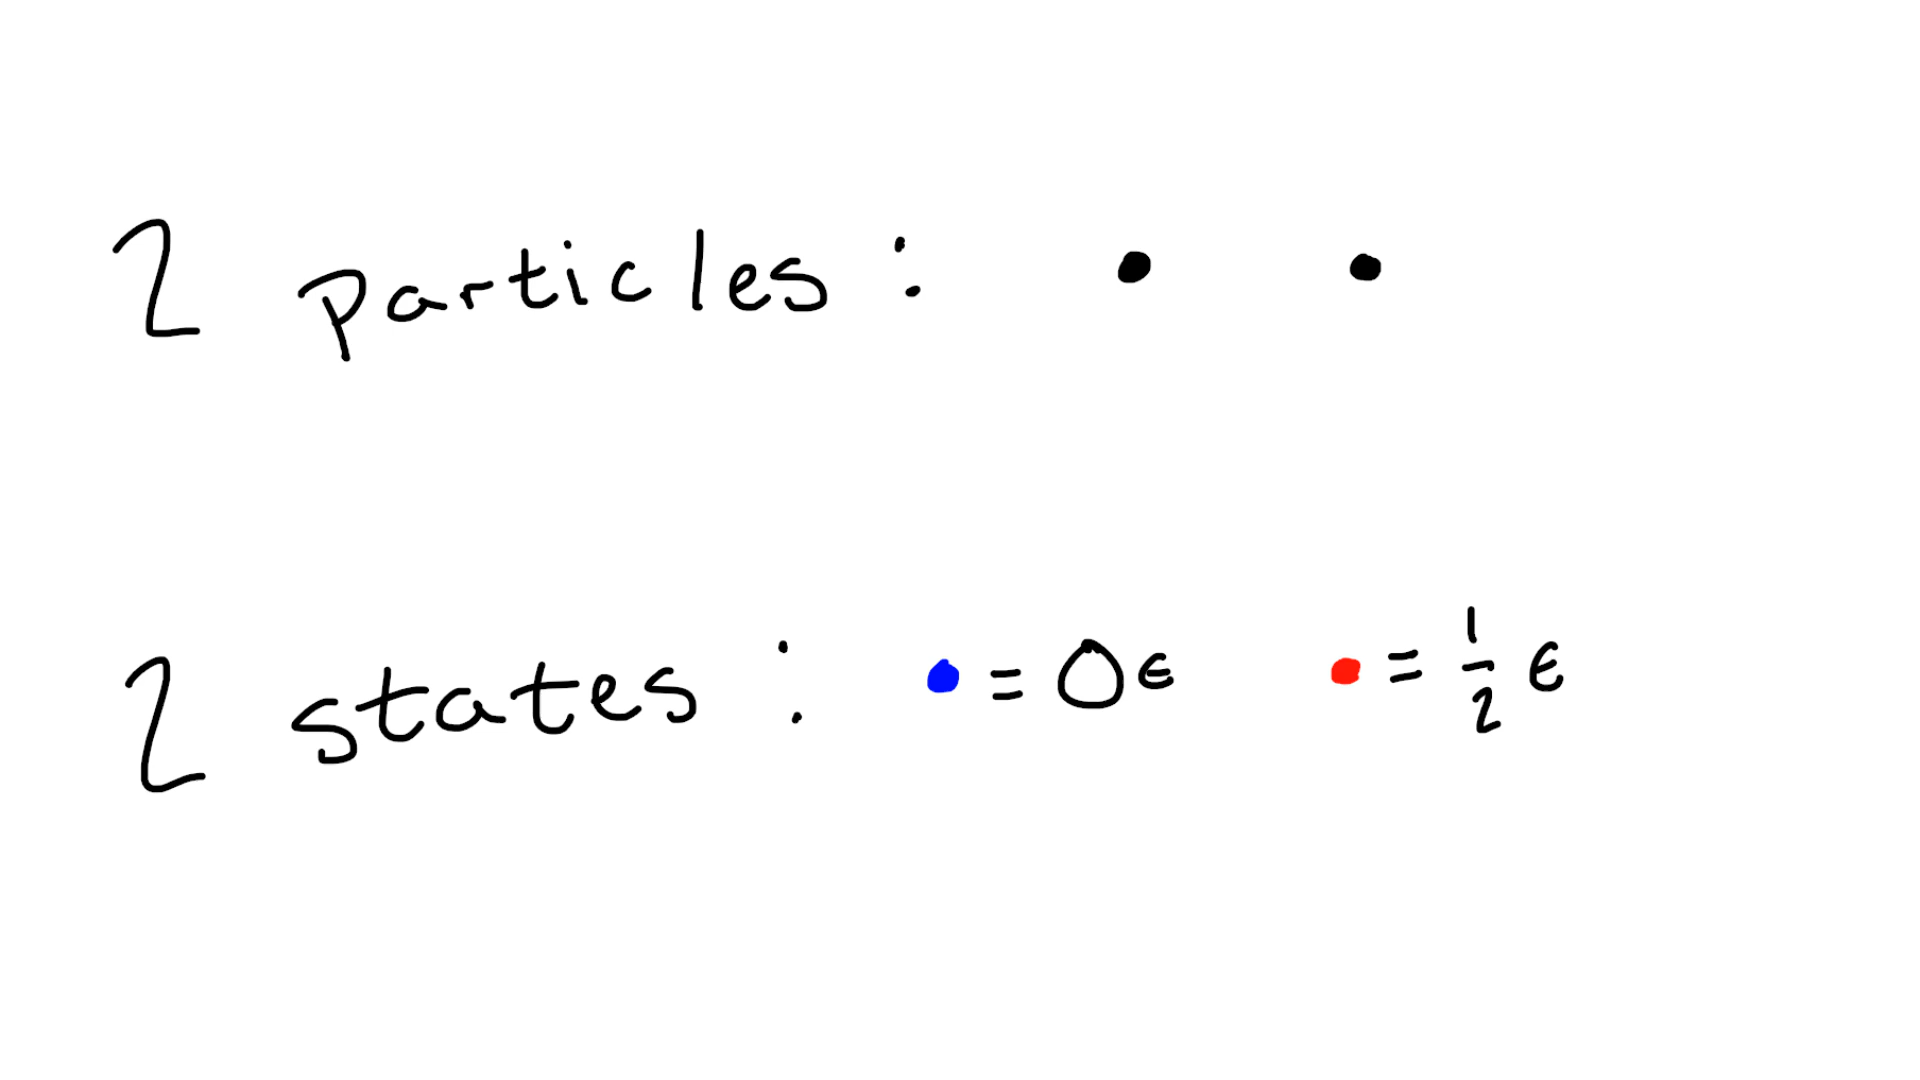 2 particles :
2 states : = 0ϵ = 1/2 ϵ